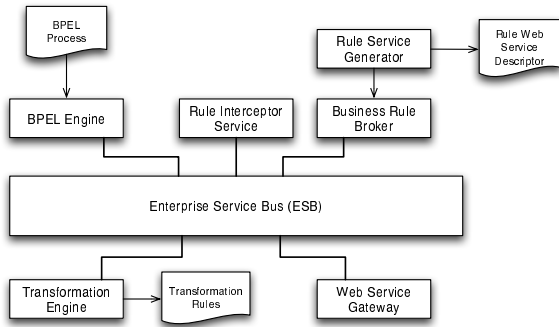 BPEL
Process
Rule Service
Generator
Rule Web
Service
Descriptor
BPEL Engine
Rule Interceptor
Service
Business Rule
Broker
Enterprise Service Bus (ESB)
Transformation
Engine
Transformation
Rules
Web Service
Gateway